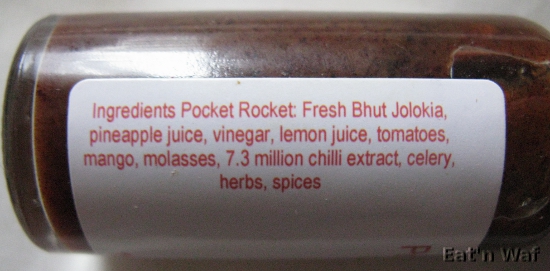 Ingredients Pocket Rocket: Fresh Bhut Jolokia,
pineapple juice, vinegar, lemon juice, tomatoes,
mango, molasses, 7.3 million chilli extract, celery,
herbs, spices
Eat'n Waf